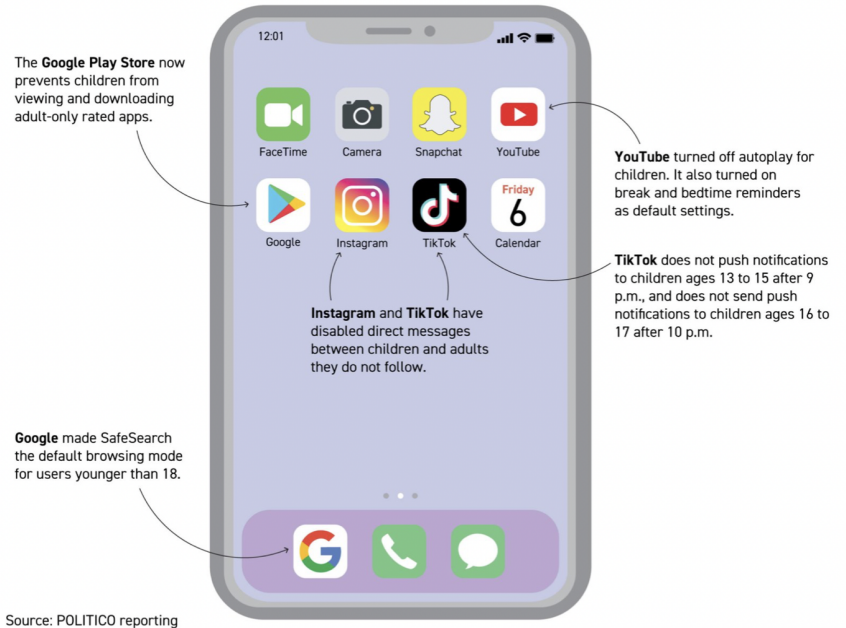 12:01
The Google Play Store now
prevents children from
viewing and downloading
adult-only rated apps.
FaceTime
Camera
Snapchat
YouTube
YouTube turned off autoplay for
children. It also turned on
break and bedtime reminders
as default settings.
Friday
6
Google
Instagram
TikTok
Calendar
TikTok does not push notifications
to children ages 13 to 15 after 9
p.m., and does not send push
notifications to children ages 16 to
17 after 10 p.m.
Instagram and TikTok have
disabled direct messages
between children and adults
they do not follow.
Google made SafeSearch
the default browsing mode
for users younger than 18.
G
Source: POLITICO reporting